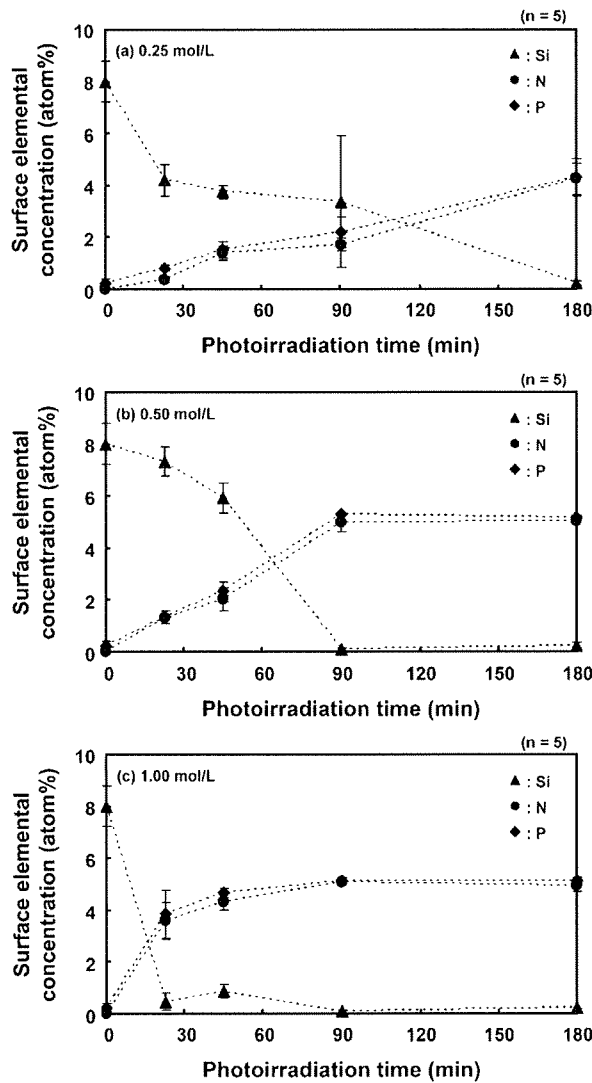 (n = 5)
(a) 0.25 mol/L
: Si
: N
: P
10
8
6
4
2
0
Surface elemental
concentration (atom%)
0 30 60 90 120 150 180
Photoirradiation time (min)
(n = 5)
(b) 0.50 mol/L
: Si
: N
: P
10
8
6
4
2
0
Surface elemental
concentration (atom%)
0 30 60 90 120 150 180
Photoirradiation time (min)
(n = 5)
(c) 1.00 mol/L
: Si
: N
: P
10
8
6
4
2
0
Surface elemental
concentration (atom%)
0 30 60 90 120 150 180
Photoirradiation time (min)